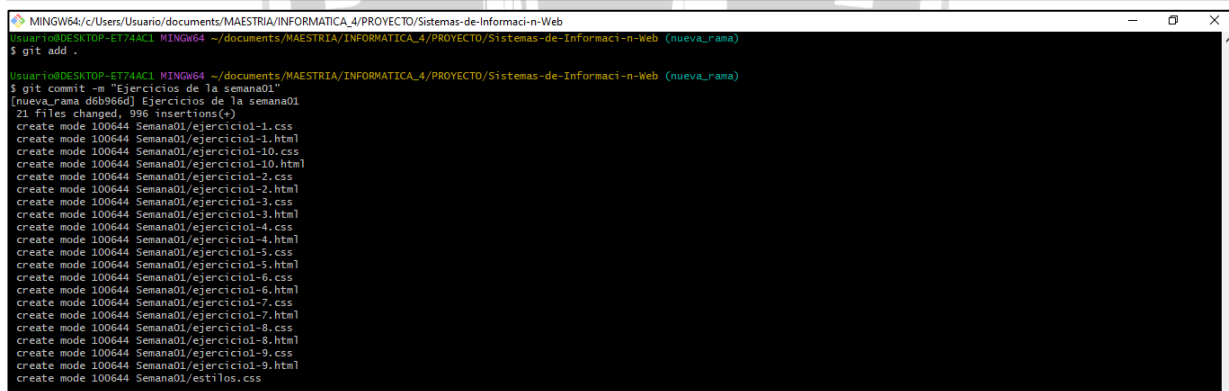 MINGW64:/c/Users/Usuario/documents/MAESTRIA/INFORMATICA_4/PROYECTO/Sistemas-de-Informaci-n-Web
Usuario@DESKTOP-ET74AC1 MINGW64 ~/documents/MAESTRIA/INFORMATICA_4/PROYECTO/Sistemas-de-Informaci-n-Web (nueva_rama)
$ git add .
Usuario@DESKTOP-ET74AC1 MINGW64 ~/documents/MAESTRIA/INFORMATICA_4/PROYECTO/Sistemas-de-Informaci-n-Web (nueva_rama)
$ git commit -m "Ejercicios de la semana01"
[nueva_rama d6b966d] Ejercicios de la semana01
21 files changed, 996 insertions(+)
create mode 100644 Semana01/ejercicio1-1.css
create mode 100644 Semana01/ejercicio1-1.html
create mode 100644 Semana01/ejercicio1-10.css
create mode 100644 Semana01/ejercicio1-10.html
create mode 100644 Semana01/ejercicio1-2.css
create mode 100644 Semana01/ejercicio1-2.html
create mode 100644 Semana01/ejercicio1-3.css
create mode 100644 Semana01/ejercicio1-3.html
create mode 100644 Semana01/ejercicio1-4.css
create mode 100644 Semana01/ejercicio1-4.html
create mode 100644 Semana01/ejercicio1-5.css
create mode 100644 Semana01/ejercicio1-5.html
create mode 100644 Semana01/ejercicio1-6.css
create mode 100644 Semana01/ejercicio1-6.html
create mode 100644 Semana01/ejercicio1-7.css
create mode 100644 Semana01/ejercicio1-7.html
create mode 100644 Semana01/ejercicio1-8.css
create mode 100644 Semana01/ejercicio1-8.html
create mode 100644 Semana01/ejercicio1-9.css
create mode 100644 Semana01/ejercicio1-9.html
create mode 100644 Semana01/estilos.css